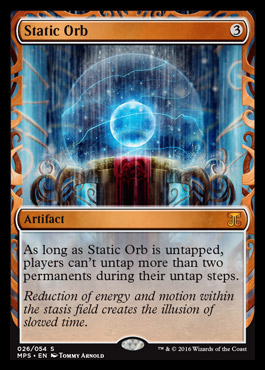 Static Orb 3
Artifact
As long as Static Orb is untapped,
players can't untap more than two
permanents during their untap steps.
Reduction of energy and motion within
the stasis field creates the illusion of
slowed time.
026/054 S
MPS • EN Tommy Arnold ™ & © 2016 Wizards of the Coast